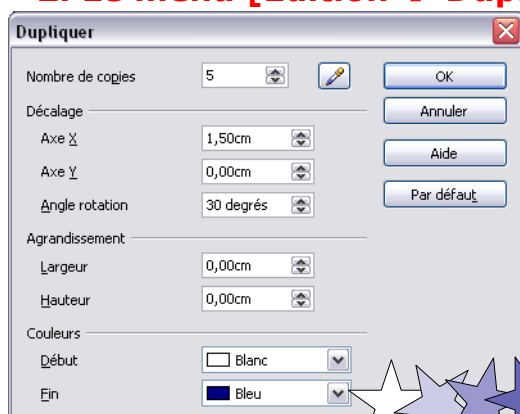 Dupliquer
Nombre de copies 5 OK
Décalage Annuler
Axe X 1,50cm Aide
Axe Y 0,00cm
Angle rotation 30 degrés Par défaut
Agrandissement
Largeur 0,00cm
Hauteur 0,00cm
Couleurs
Début Blanc
Fin Bleu